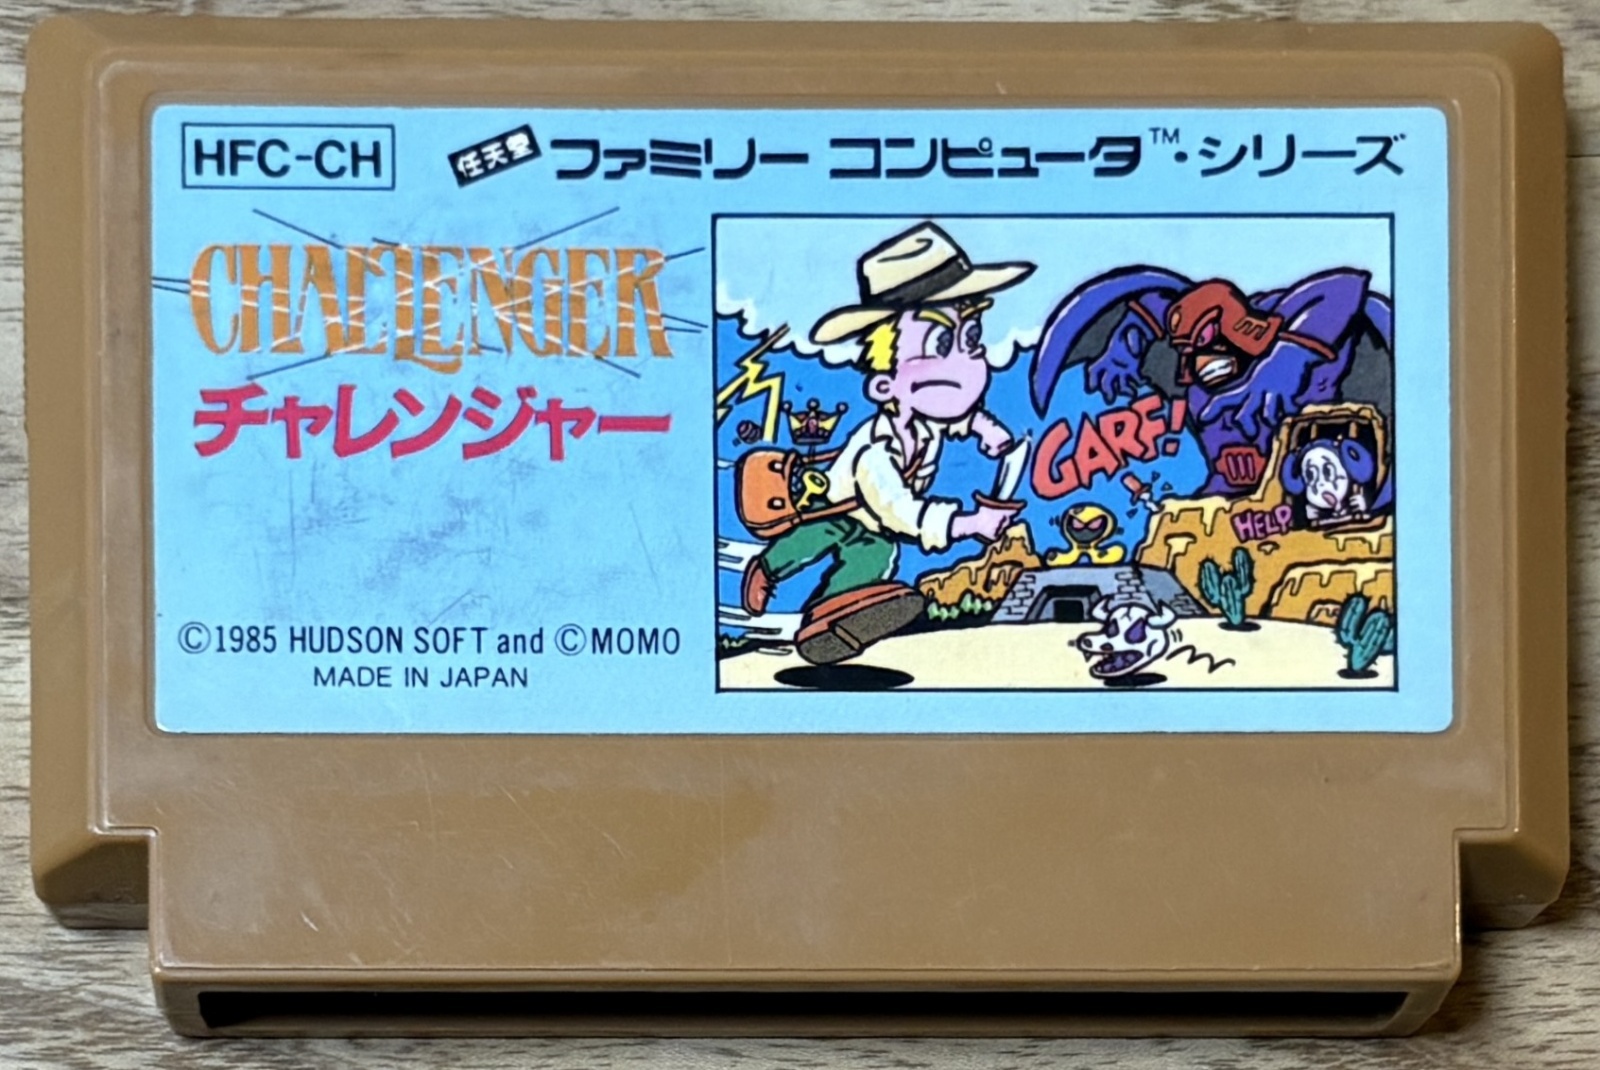 HFC-CH
任天堂 ファミリー コンピュータ™・シリーズ
CHALLENGER
チャレンジャー
GARF!
HELP
©1985 HUDSON SOFT and ©MOMO
MADE IN JAPAN